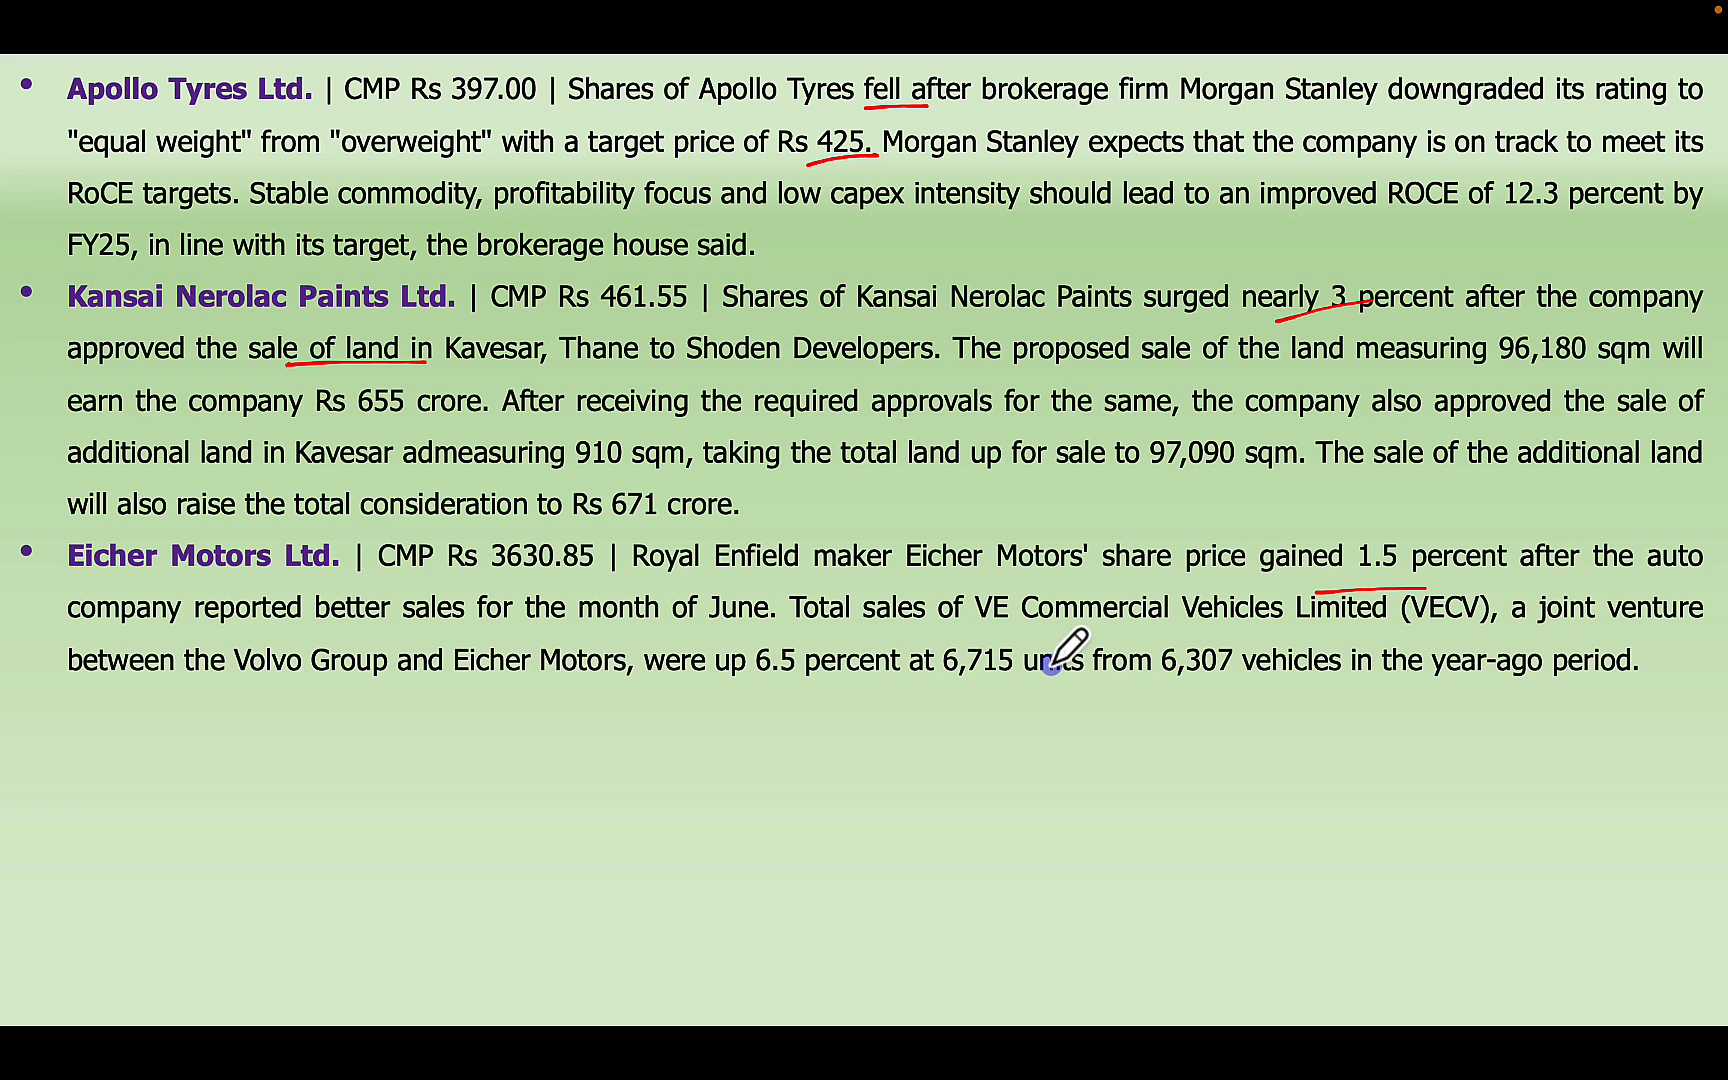 • Apollo Tyres Ltd. | CMP Rs 397.00 | Shares of Apollo Tyres fell after brokerage firm Morgan Stanley downgraded its rating to
"equal weight" from "overweight" with a target price of Rs 425. Morgan Stanley expects that the company is on track to meet its
RoCE targets. Stable commodity, profitability focus and low capex intensity should lead to an improved ROCE of 12.3 percent by
FY25, in line with its target, the brokerage house said.
• Kansai Nerolac Paints Ltd. | CMP Rs 461.55 | Shares of Kansai Nerolac Paints surged nearly 3 percent after the company
approved the sale of land in Kavesar, Thane to Shoden Developers. The proposed sale of the land measuring 96,180 sqm will
earn the company Rs 655 crore. After receiving the required approvals for the same, the company also approved the sale of
additional land in Kavesar admeasuring 910 sqm, taking the total land up for sale to 97,090 sqm. The sale of the additional land
will also raise the total consideration to Rs 671 crore.
• Eicher Motors Ltd. | CMP Rs 3630.85 | Royal Enfield maker Eicher Motors' share price gained 1.5 percent after the auto
company reported better sales for the month of June. Total sales of VE Commercial Vehicles Limited (VECV), a joint venture
between the Volvo Group and Eicher Motors, were up 6.5 percent at 6,715 units from 6,307 vehicles in the year-ago period.